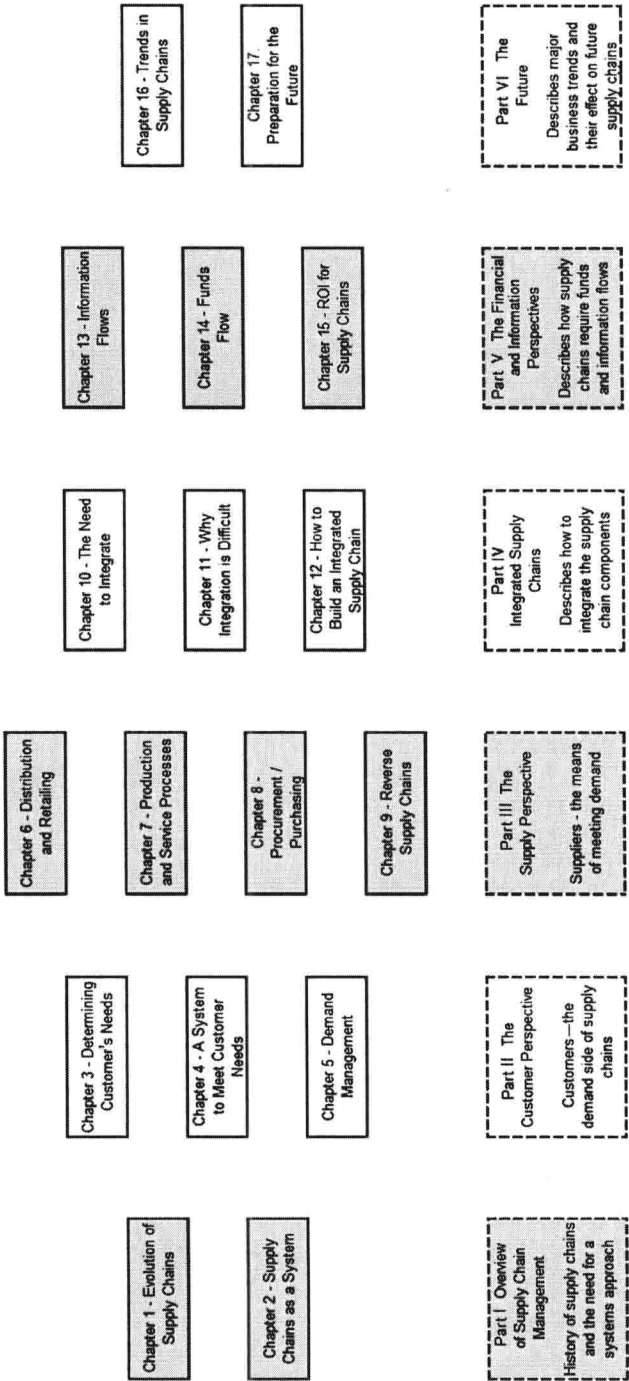 Chapter 1 - Evolution of
Supply Chains
Chapter 2 - Supply
Chains as a System
Part I  Overview
of Supply Chain
Management
History of supply chains
and the need for a
systems approach
Chapter 3 - Determining
Customer's Needs
Chapter 4 - A System
to Meet Customer
Needs
Chapter 5 - Demand
Management
Part II  The
Customer Perspective
Customers—the
demand side of supply
chains
Chapter 6 - Distribution
and Retailing
Chapter 7 - Production
and Service Processes
Chapter 8 -
Procurement /
Purchasing
Chapter 9 - Reverse
Supply Chains
Part III  The
Supply Perspective
Suppliers - the means
of meeting demand
Chapter 10 - The Need
to Integrate
Chapter 11 - Why
Integration is Difficult
Chapter 12 - How to
Build an Integrated
Supply Chain
Part IV
Integrated Supply
Chains
Describes how to
integrate the supply
chain components
Chapter 13 - Information
Flows
Chapter 14 - Funds
Flow
Chapter 15 - ROI for
Supply Chains
Part V  The Financial
and Information
Perspectives
Describes how supply
chains require funds
and information flows
Chapter 16 - Trends in
Supply Chains
Chapter 17.
Preparation for the
Future
Part VI  The
Future
Describes major
business trends and
their effect on future
supply chains